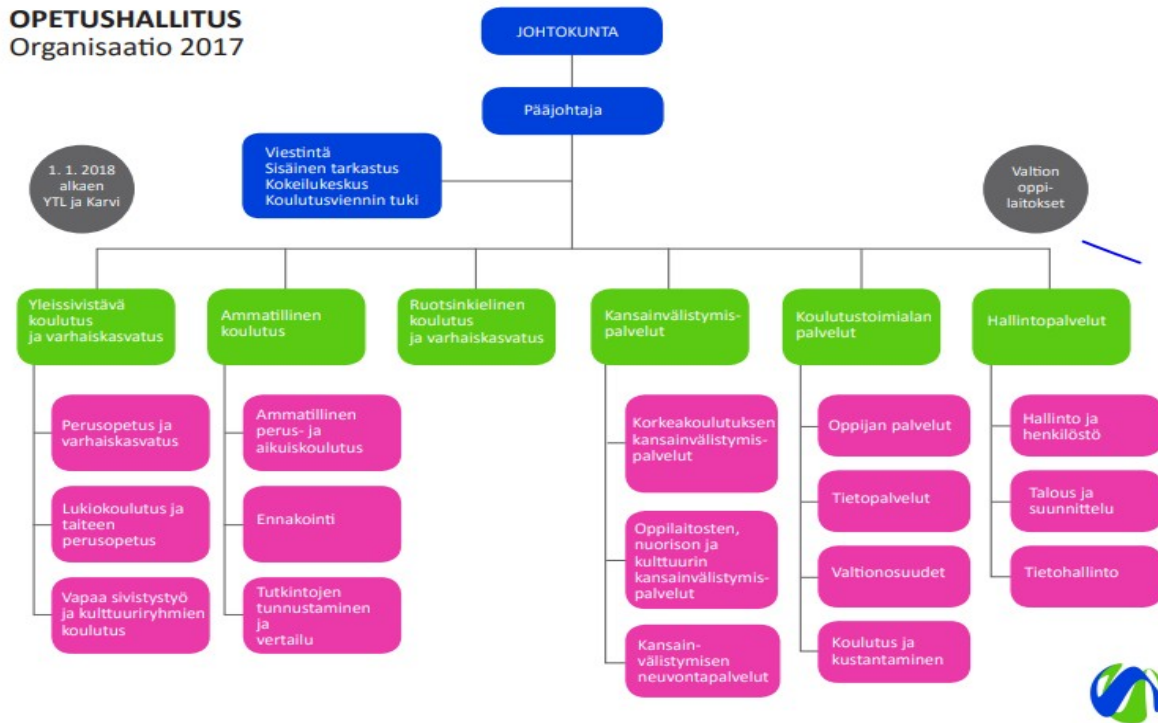 OPETUSHALLITUS
Organisaatio 2017
JOHTOKUNTA
Pääjohtaja
Viestintä
Sisäinen tarkastus
Kokeilukeskus
Koulutusviennin tuki
1. 1. 2018
alkaen
YTL ja Karvi
Valtion
oppi-
laitokset
Yleissivistävä
koulutus
ja varhaiskasvatus
Ammatillinen
koulutus
Ruotsinkielinen
koulutus
ja varhaiskasvatus
Kansainvälistymis-
palvelut
Koulutustoimialan
palvelut
Hallintopalvelut
Perusopetus ja
varhaiskasvatus
Lukiokoulutus ja
taiteen
perusopetus
Vapaa sivistystyö
ja kulttuuriryhmien
koulutus
Ammatillinen
perus- ja
aikuiskoulutus
Ennakointi
Tutkintojen
tunnustaminen
ja
vertailu
Korkeakoulutuksen
kansainvälistymis-
palvelut
Oppilaitosten,
nuorison ja
kulttuurin
kansainvälistymis-
palvelut
Kansain-
välistymisen
neuvontapalvelut
Oppijan palvelut
Tietopalvelut
Valtionosuudet
Koulutus ja
kustantaminen
Hallinto ja
henkilöstö
Talous ja
suunnittelu
Tietohallinto